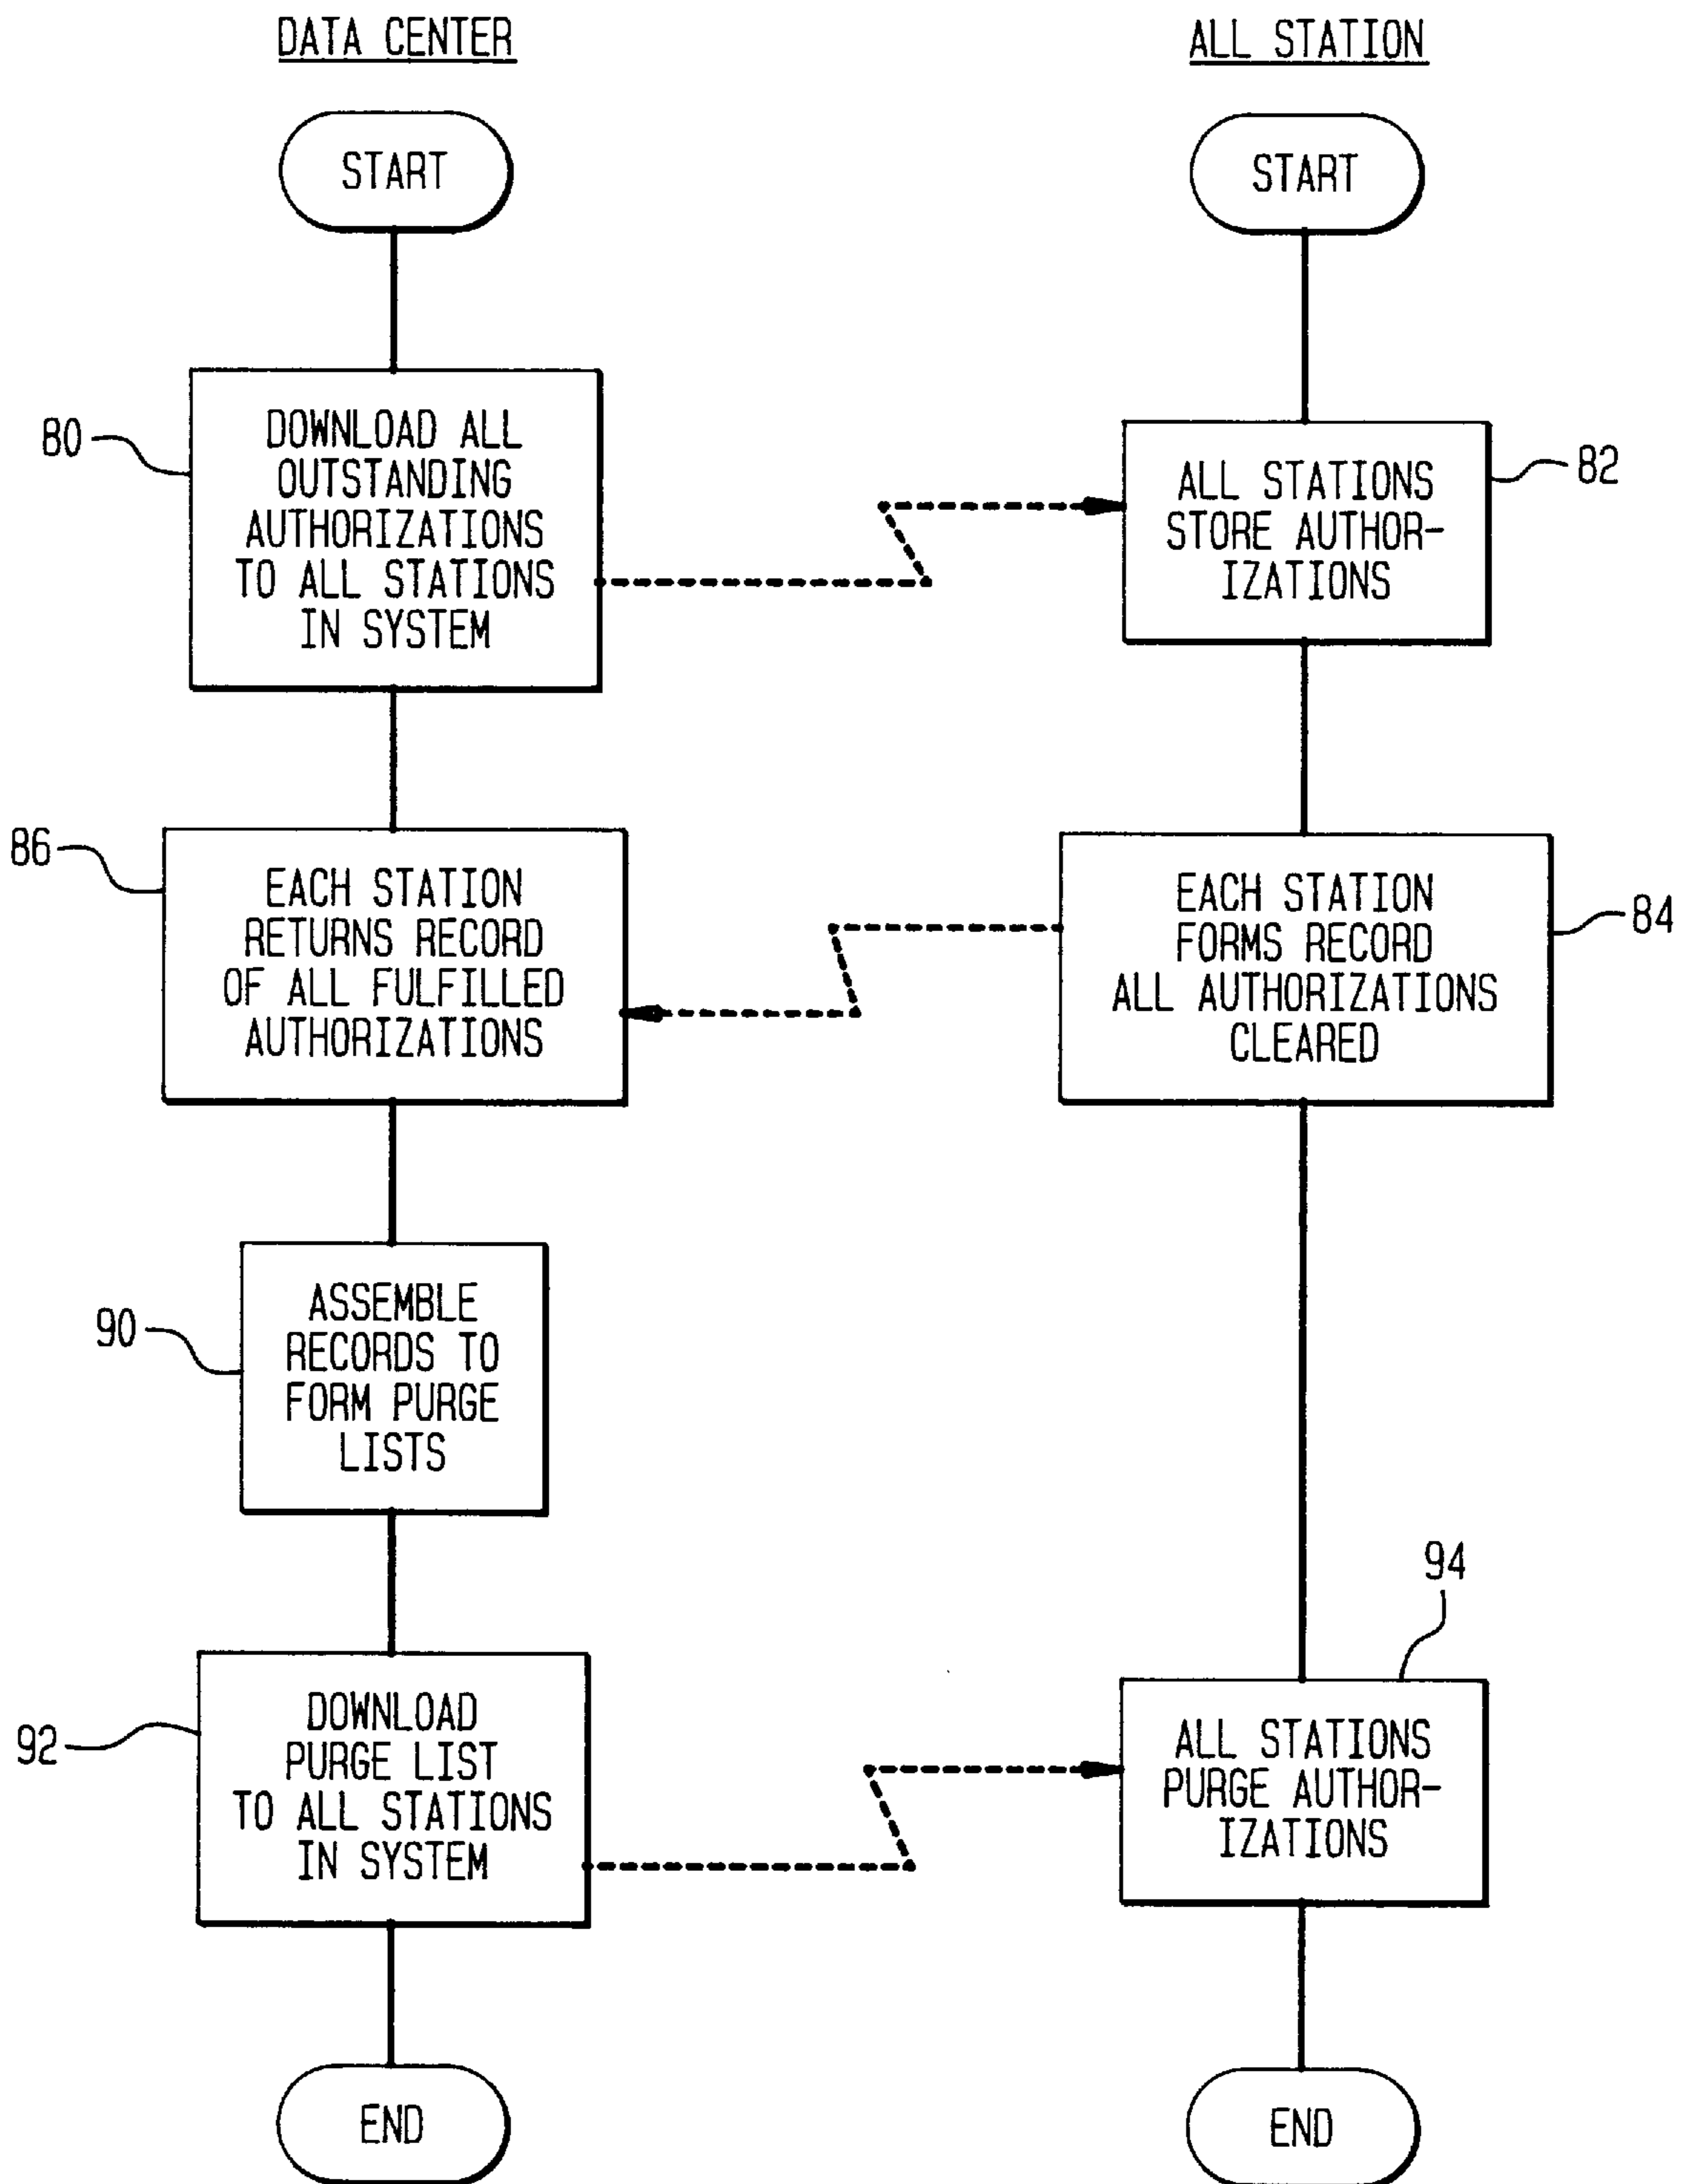 DATA CENTER
ALL STATION
START
START
80
DOWNLOAD ALL
OUTSTANDING
AUTHORIZATIONS
TO ALL STATIONS
IN SYSTEM
ALL STATIONS
STORE AUTHOR-
IZATIONS
82
86
EACH STATION
RETURNS RECORD
OF ALL FULFILLED
AUTHORIZATIONS
EACH STATION
FORMS RECORD
ALL AUTHORIZATIONS
CLEARED
84
90
ASSEMBLE
RECORDS TO
FORM PURGE
LISTS
92
DOWNLOAD
PURGE LIST
TO ALL STATIONS
IN SYSTEM
94
ALL STATIONS
PURGE AUTHOR-
IZATIONS
END
END